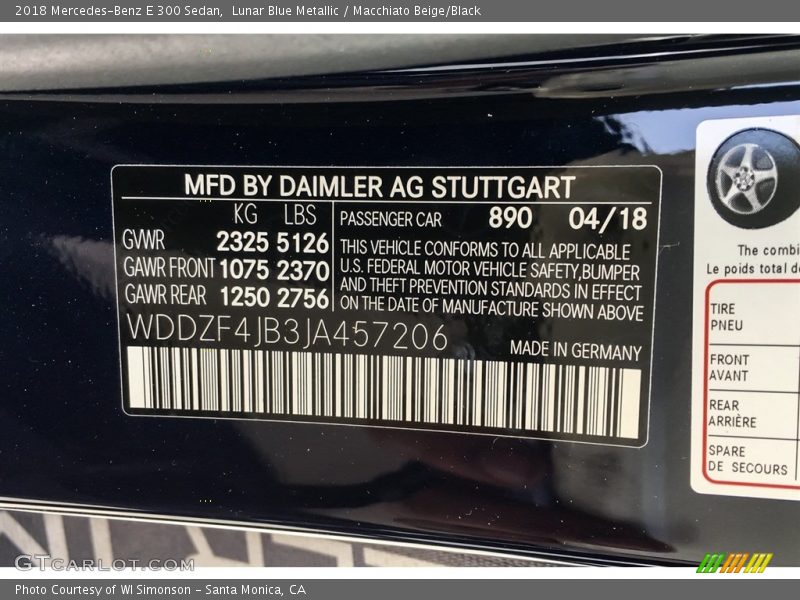 2018 Mercedes-Benz E 300 Sedan, Lunar Blue Metallic / Macchiato Beige/Black
MFD BY DAIMLER AG STUTTGART
KG LBS
GWR 2325 5126
GAWR FRONT 1075 2370
GAWR REAR 1250 2756
PASSENGER CAR 890 04/18
THIS VEHICLE CONFORMS TO ALL APPLICABLE
U.S. FEDERAL MOTOR VEHICLE SAFETY,BUMPER
AND THEFT PREVENTION STANDARDS IN EFFECT
ON THE DATE OF MANUFACTURE SHOWN ABOVE
WDDZF4JB3JA457206
MADE IN GERMANY
The combi
Le poids total d
TIRE
PNEU
FRONT
AVANT
REAR
ARRIÈRE
SPARE
DE SECOURS
GTCARLOT.COM
Photo Courtesy of WI Simonson - Santa Monica, CA